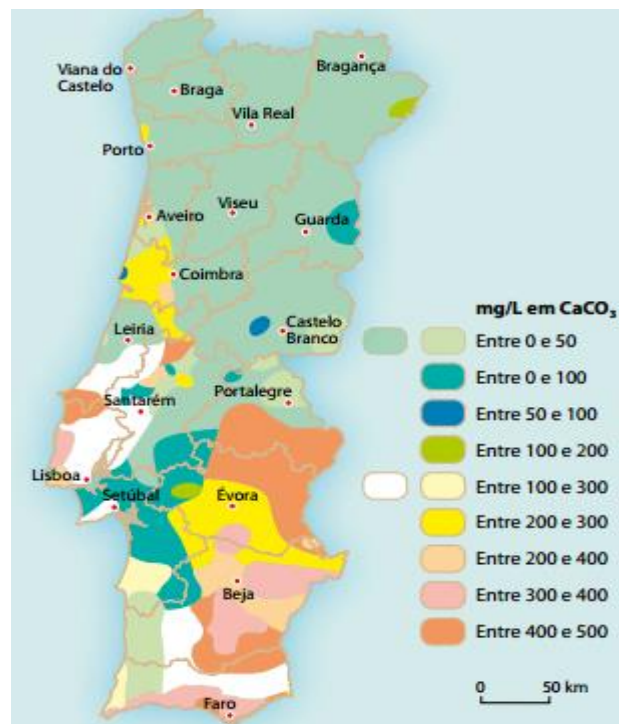 Viana do
Castelo
Braga
Bragança
Vila Real
Porto
Aveiro
Viseu
Guarda
Coimbra
Leiria
Castelo
Branco
Santarém
Portalegre
Lisboa
Setúbal
Évora
Beja
Faro
mg/L em CaCO₃
Entre 0 e 50
Entre 0 e 100
Entre 50 e 100
Entre 100 e 200
Entre 100 e 300
Entre 200 e 300
Entre 200 e 400
Entre 300 e 400
Entre 400 e 500
0 50 km